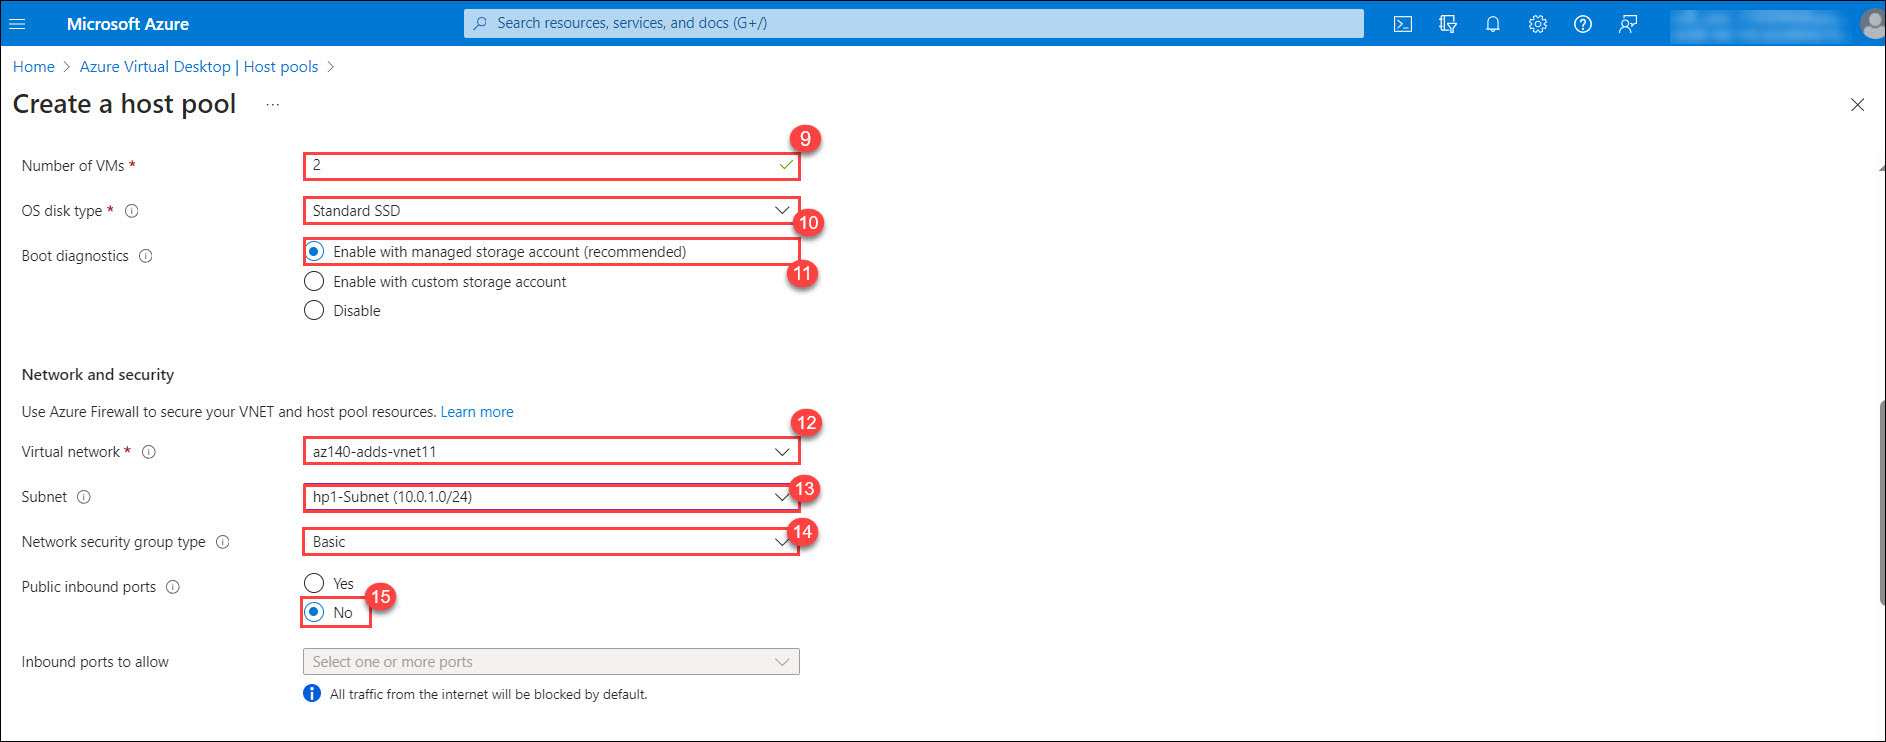 Microsoft Azure
Search resources, services, and docs (G+/)
Home > Azure Virtual Desktop | Host pools >
Create a host pool ...
9
Number of VMs * 2
OS disk type * Standard SSD
10
Boot diagnostics Enable with managed storage account (recommended)
11
Enable with custom storage account
Disable
Network and security
Use Azure Firewall to secure your VNET and host pool resources. Learn more
12
Virtual network * az140-adds-vnet11
13
Subnet hp1-Subnet (10.0.1.0/24)
14
Network security group type Basic
Public inbound ports Yes
15
No
Inbound ports to allow Select one or more ports
All traffic from the internet will be blocked by default.